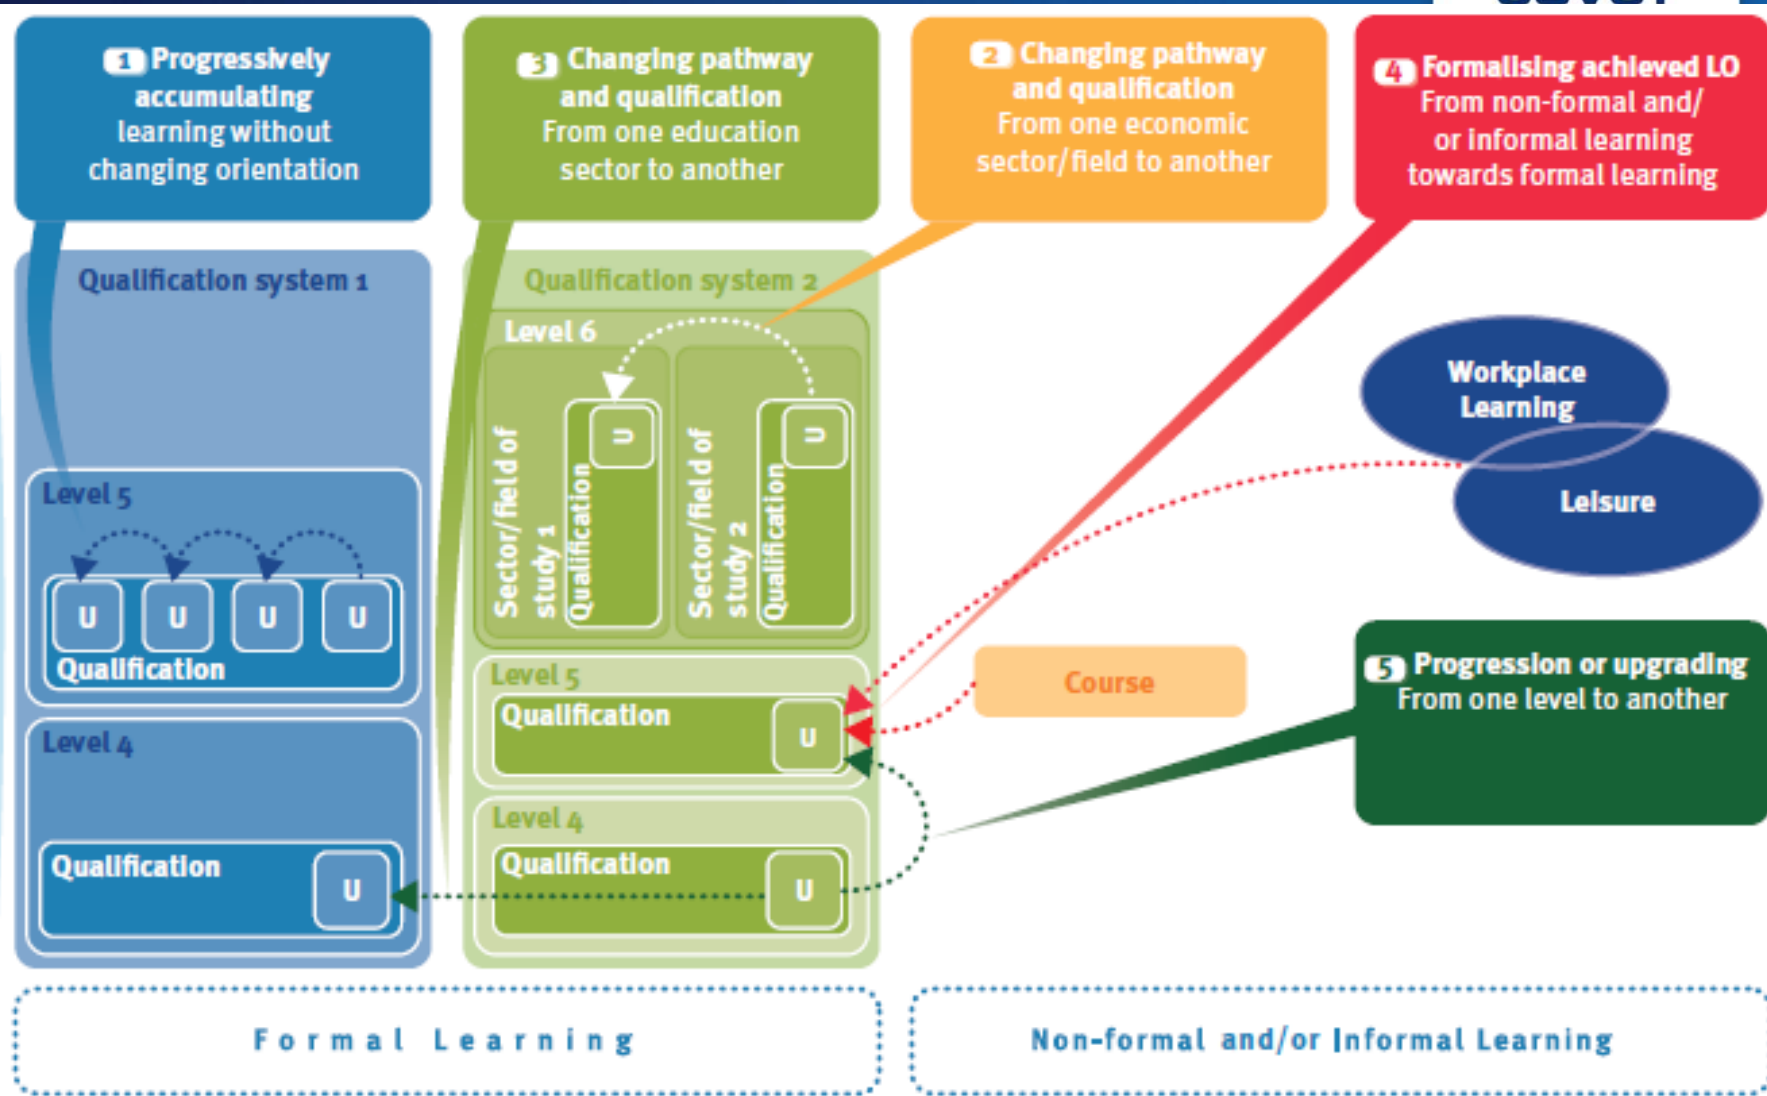 1 Progressively
accumulating
learning without
changing orientation
3 Changing pathway
and qualification
From one education
sector to another
2 Changing pathway
and qualification
From one economic
sector/field to another
4 Formalising achieved LO
From non-formal and/
or informal learning
towards formal learning
Qualification system 1
Level 5
U U U U
Qualification
Level 4
Qualification
U
Qualification system 2
Level 6
Sector/field of
study 1
Qualification
U
Sector/field of
study 2
Qualification
U
Level 5
Qualification
U
Level 4
Qualification
U
Workplace
Learning
Leisure
Course
5 Progression or upgrading
From one level to another
Formal Learning
Non-formal and/or Informal Learning